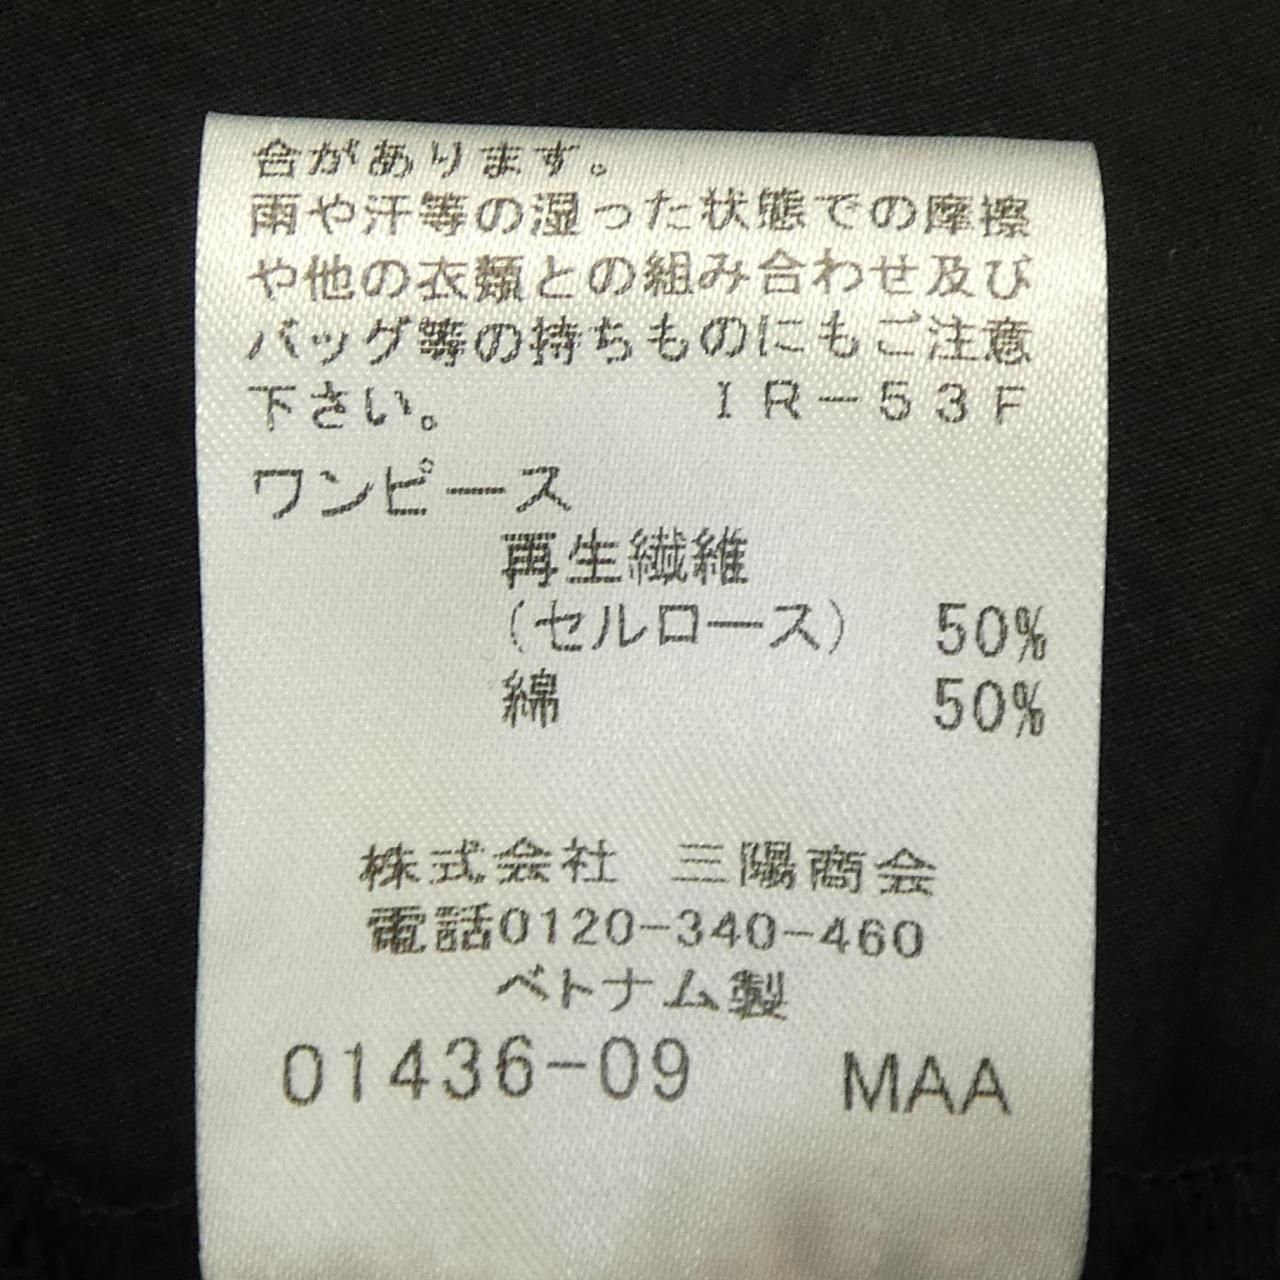 合があります。
雨や汗等の湿った状態での摩擦
や他の衣類との組み合わせ及び
バッグ等の持ちものにもご注意
下さい。 IR-53F
ワンピース
再生繊維
(セルロース) 50%
綿 50%
株式会社 三陽商会
電話0120-340-460
ベトナム製
01436-09 MAA